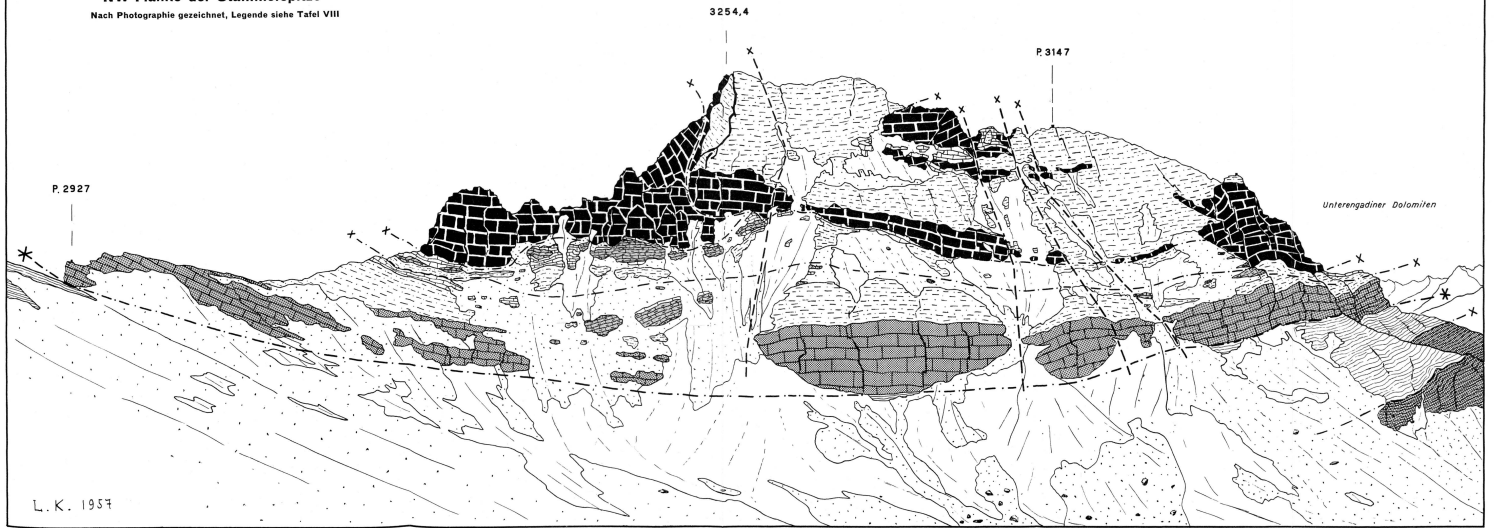 Nach Photographie gezeichnet, Legende siehe Tafel VIII
3254,4
P. 3147
P. 2927
Unterengadiner Dolomiten
L. K. 1957